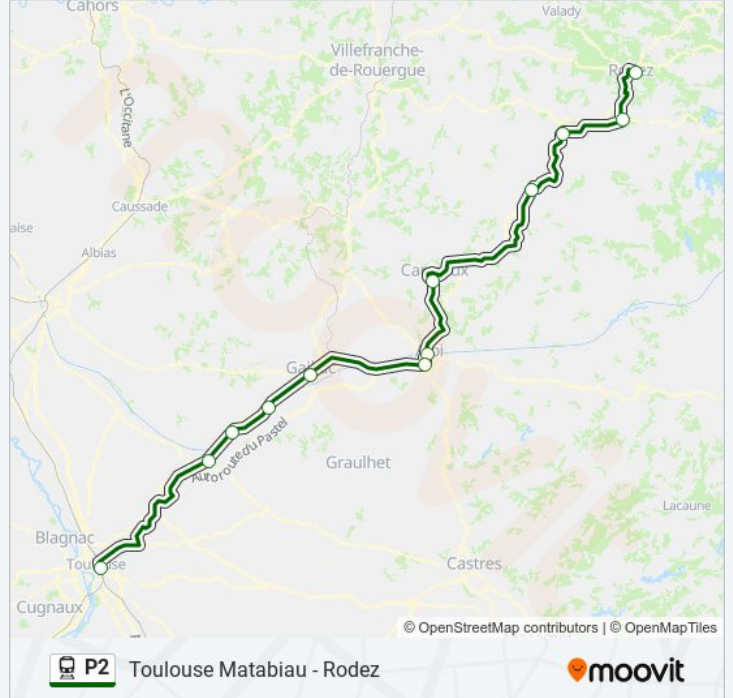 Cahors
Valady
Villefranche-
de-Rouergue
Rodez
L'Occitane
Caussade
aise
Albias
Carmaux
Albi
Gaillac
Autoroute du Pastel
Graulhet
Lacaune
Blagnac
Toulouse
Castres
Cugnaux
© OpenStreetMap contributors | © OpenMapTiles
P2 Toulouse Matabiau - Rodez moovit